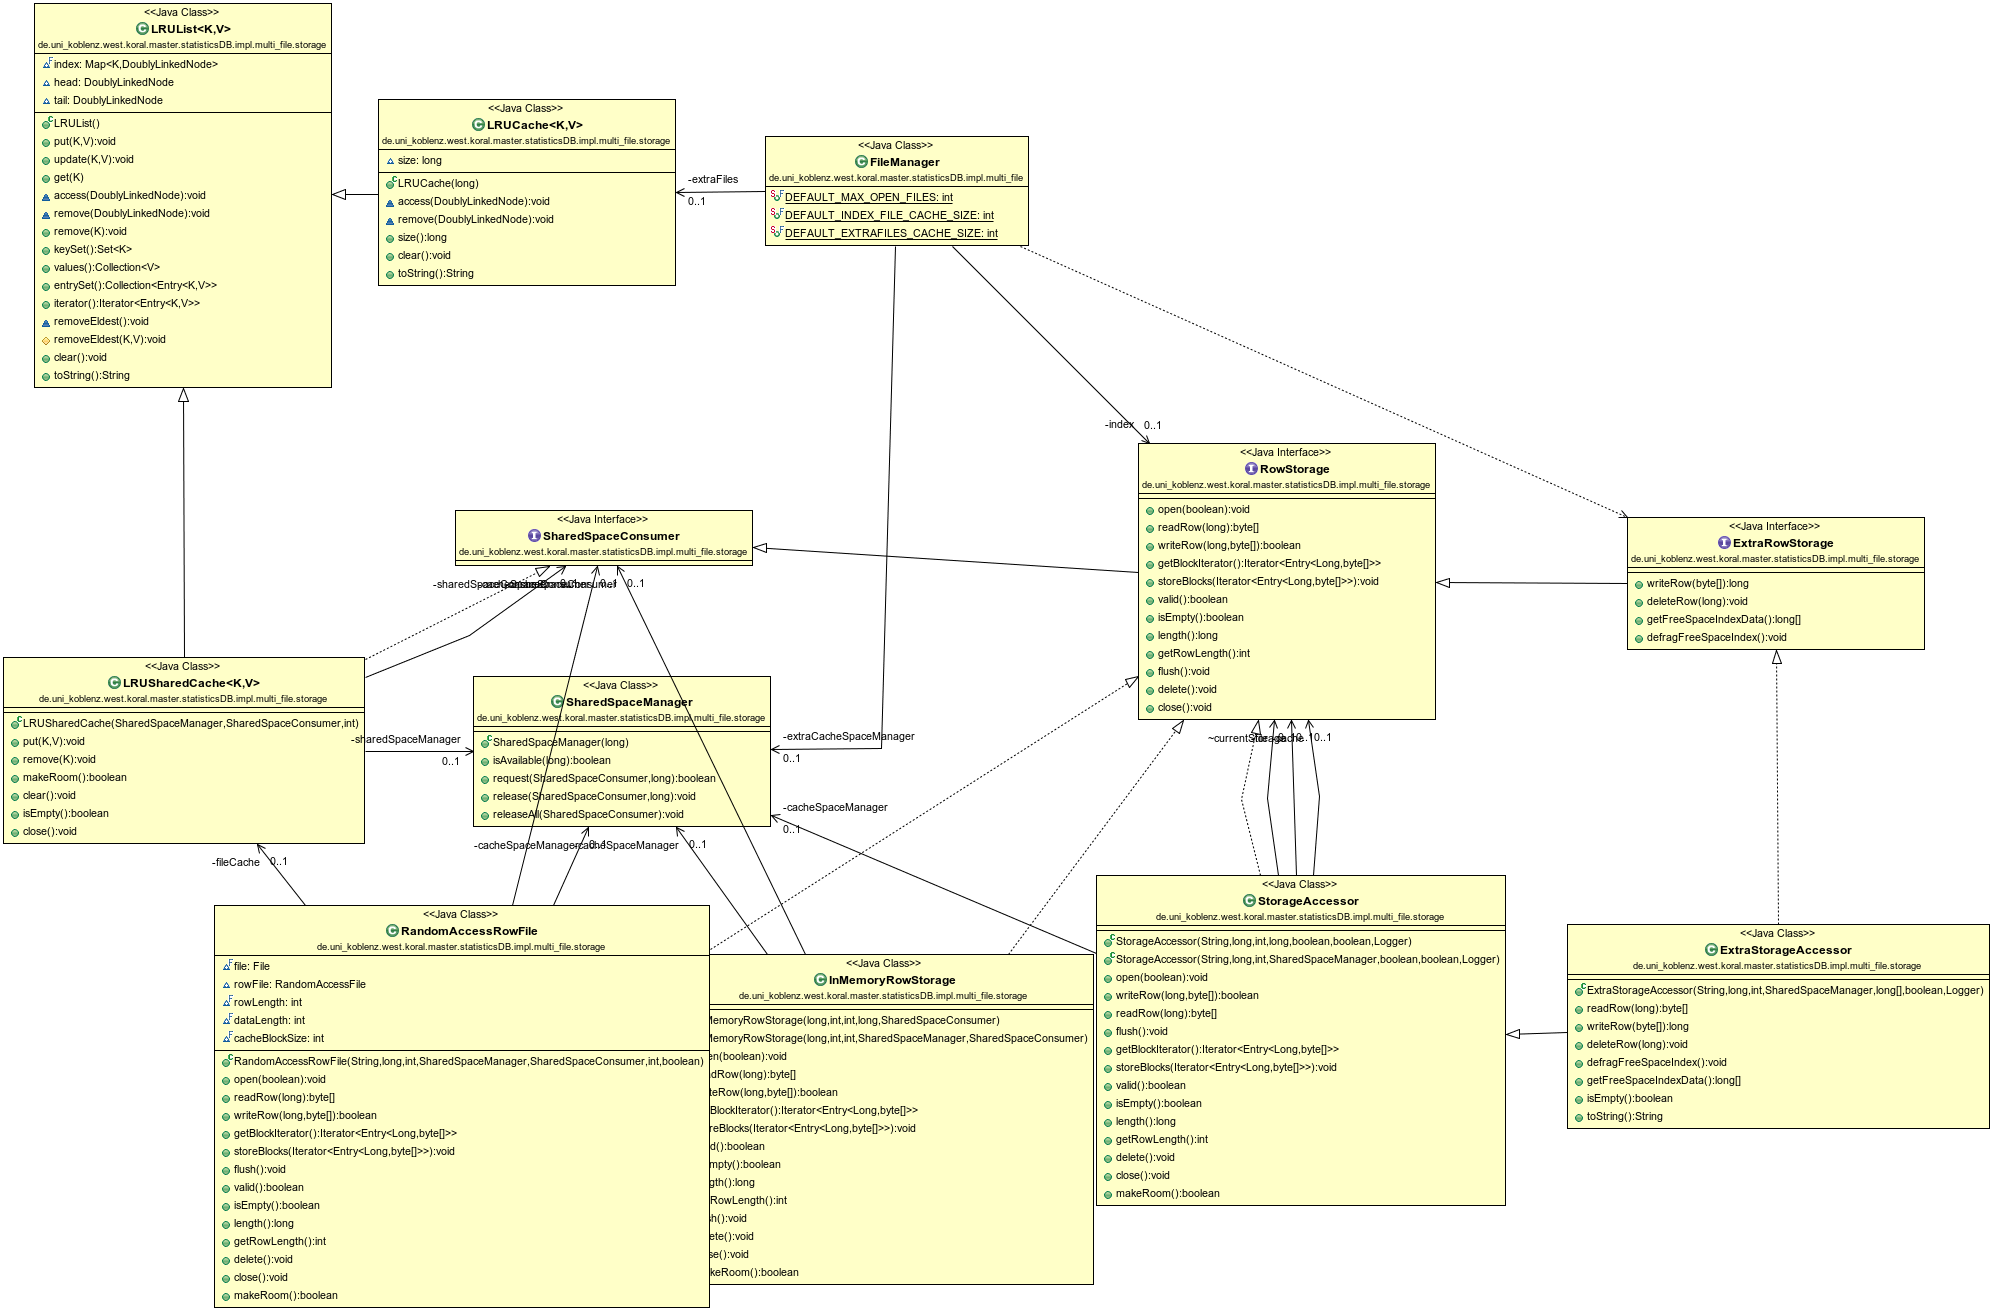 <<Java Class>>
LRUList<K,V>
de.uni_koblenz.west.koral.master.statisticsDB.impl.multi_file.storage
index: Map<K,DoublyLinkedNode>
head: DoublyLinkedNode
tail: DoublyLinkedNode
LRUList()
put(K,V):void
update(K,V):void
get(K)
access(DoublyLinkedNode):void
remove(DoublyLinkedNode):void
remove(K):void
keySet():Set<K>
values():Collection<V>
entrySet():Collection<Entry<K,V>>
iterator():Iterator<Entry<K,V>>
removeEldest():void
removeEldest(K,V):void
clear():void
toString():String
<<Java Class>>
LRUCache<K,V>
de.uni_koblenz.west.koral.master.statisticsDB.impl.multi_file.storage
size: long
LRUCache(long)
access(DoublyLinkedNode):void
remove(DoublyLinkedNode):void
size():long
clear():void
toString():String
-extraFiles
0..1
<<Java Class>>
FileManager
de.uni_koblenz.west.koral.master.statisticsDB.impl.multi_file
DEFAULT_MAX_OPEN_FILES: int
DEFAULT_INDEX_FILE_CACHE_SIZE: int
DEFAULT_EXTRAFILES_CACHE_SIZE: int
-index
0..1
<<Java Interface>>
RowStorage
de.uni_koblenz.west.koral.master.statisticsDB.impl.multi_file.storage
open(boolean):void
readRow(long):byte[]
writeRow(long,byte[]):boolean
getBlockIterator():Iterator<Entry<Long,byte[]>>
storeBlocks(Iterator<Entry<Long,byte[]>>):void
valid():boolean
isEmpty():boolean
length():long
getRowLength():int
flush():void
delete():void
close():void
<<Java Interface>>
ExtraRowStorage
de.uni_koblenz.west.koral.master.statisticsDB.impl.multi_file.storage
writeRow(byte[]):long
deleteRow(long):void
getFreeSpaceIndexData():long[]
defragFreeSpaceIndex():void
<<Java Interface>>
SharedSpaceConsumer
de.uni_koblenz.west.koral.master.statisticsDB.impl.multi_file.storage
0..1
<<Java Class>>
LRUSharedCache<K,V>
de.uni_koblenz.west.koral.master.statisticsDB.impl.multi_file.storage
LRUSharedCache(SharedSpaceManager,SharedSpaceConsumer,int)
put(K,V):void
remove(K):void
makeRoom():boolean
clear():void
isEmpty():boolean
close():void
-sharedSpaceManager
0..1
<<Java Class>>
SharedSpaceManager
de.uni_koblenz.west.koral.master.statisticsDB.impl.multi_file.storage
SharedSpaceManager(long)
isAvailable(long):boolean
request(SharedSpaceConsumer,long):boolean
release(SharedSpaceConsumer,long):void
releaseAll(SharedSpaceConsumer):void
-extraCacheSpaceManager
0..1
-cacheSpaceManager
0..1
~currentStorage
0..1
-cacheSpaceManager
-cacheSpaceManager
0..1
-fileCache
0..1
<<Java Class>>
RandomAccessRowFile
de.uni_koblenz.west.koral.master.statisticsDB.impl.multi_file.storage
file: File
rowFile: RandomAccessFile
rowLength: int
dataLength: int
cacheBlockSize: int
RandomAccessRowFile(String,long,int,SharedSpaceManager,SharedSpaceConsumer,int,boolean)
open(boolean):void
readRow(long):byte[]
writeRow(long,byte[]):boolean
getBlockIterator():Iterator<Entry<Long,byte[]>>
storeBlocks(Iterator<Entry<Long,byte[]>>):void
flush():void
valid():boolean
isEmpty():boolean
length():long
getRowLength():int
delete():void
close():void
makeRoom():boolean
<<Java Class>>
InMemoryRowStorage
de.uni_koblenz.west.koral.master.statisticsDB.impl.multi_file.storage
MemoryRowStorage(long,int,int,long,SharedSpaceConsumer)
MemoryRowStorage(long,int,int,SharedSpaceManager,SharedSpaceConsumer)
en(boolean):void
dRow(long):byte[]
teRow(long,byte[]):boolean
BlockIterator():Iterator<Entry<Long,byte[]>>
reBlocks(Iterator<Entry<Long,byte[]>>):void
d():boolean
mpty():boolean
gth():long
RowLength():int
sh():void
ete():void
se():void
keRoom():boolean
<<Java Class>>
StorageAccessor
de.uni_koblenz.west.koral.master.statisticsDB.impl.multi_file.storage
StorageAccessor(String,long,int,long,boolean,boolean,Logger)
StorageAccessor(String,long,int,SharedSpaceManager,boolean,boolean,Logger)
open(boolean):void
writeRow(long,byte[]):boolean
readRow(long):byte[]
flush():void
getBlockIterator():Iterator<Entry<Long,byte[]>>
storeBlocks(Iterator<Entry<Long,byte[]>>):void
valid():boolean
isEmpty():boolean
length():long
getRowLength():int
delete():void
close():void
makeRoom():boolean
<<Java Class>>
ExtraStorageAccessor
de.uni_koblenz.west.koral.master.statisticsDB.impl.multi_file.storage
ExtraStorageAccessor(String,long,int,SharedSpaceManager,long[],boolean,Logger)
readRow(long):byte[]
writeRow(byte[]):long
deleteRow(long):void
defragFreeSpaceIndex():void
getFreeSpaceIndexData():long[]
isEmpty():boolean
toString():String